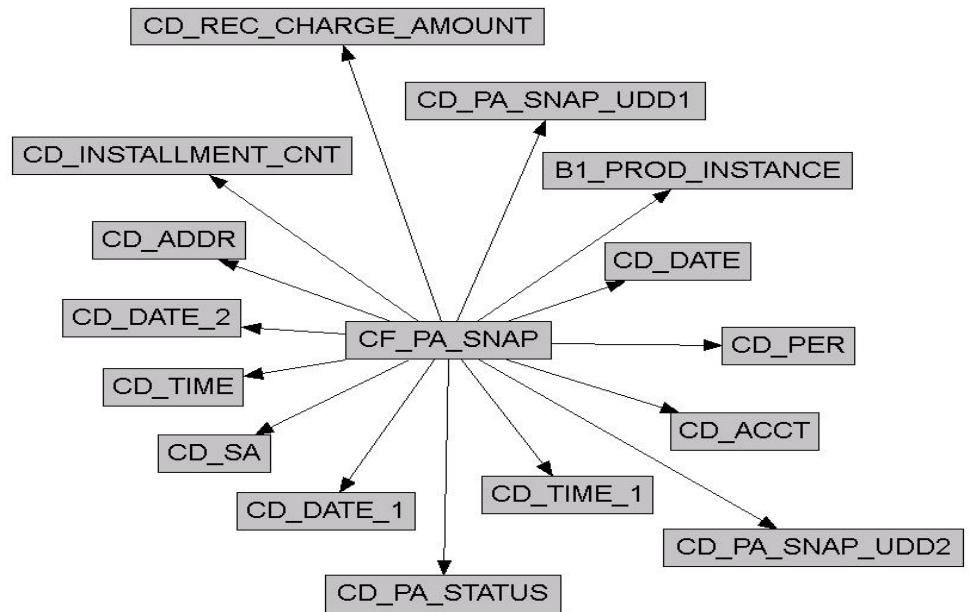 CD_REC_CHARGE_AMOUNT
CD_PA_SNAP_UDD1
CD_INSTALLMENT_CNT
B1_PROD_INSTANCE
CD_ADDR
CD_DATE
CD_DATE_2
CF_PA_SNAP
CD_PER
CD_TIME
CD_ACCT
CD_SA
CD_TIME_1
CD_DATE_1
CD_PA_SNAP_UDD2
CD_PA_STATUS